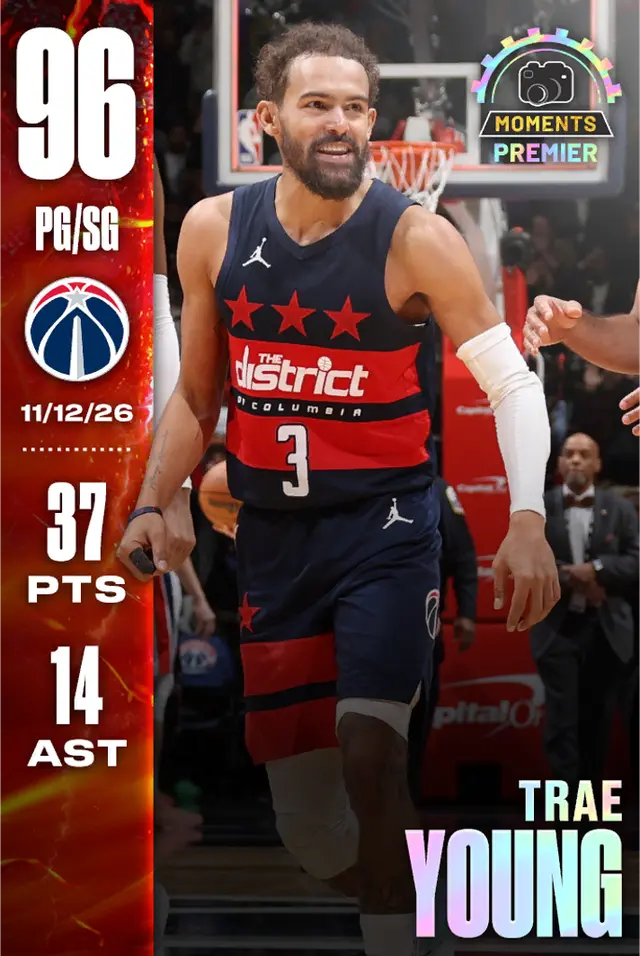 96
PG/SG
11/12/26
37
PTS
14
AST
MOMENTS
PREMIER
NBA
THE
district
OF COLUMBIA
3
TRAE
YOUNG